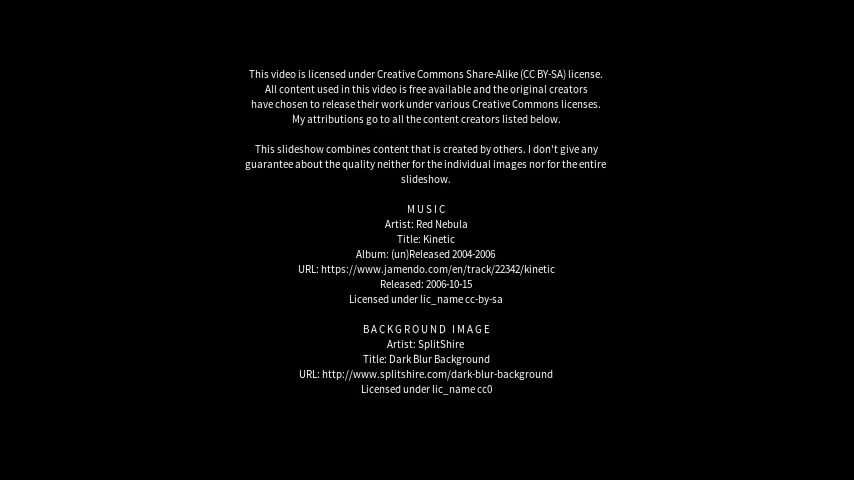 This video is licensed under Creative Commons Share-Alike (CC BY-SA) license.
All content used in this video is free available and the original creators
have chosen to release their work under various Creative Commons licenses.
My attributions go to all the content creators listed below.
This slideshow combines content that is created by others. I don't give any
guarantee about the quality neither for the individual images nor for the entire
slideshow.
MUSIC
Artist: Red Nebula
Title: Kinetic
Album: (un)Released 2004-2006
URL: https://www.jamendo.com/en/track/22342/kinetic
Released: 2006-10-15
Licensed under lic_name cc-by-sa
BACKGROUND IMAGE
Artist: SplitShire
Title: Dark Blur Background
URL: http://www.splitshire.com/dark-blur-background
Licensed under lic_name cc0